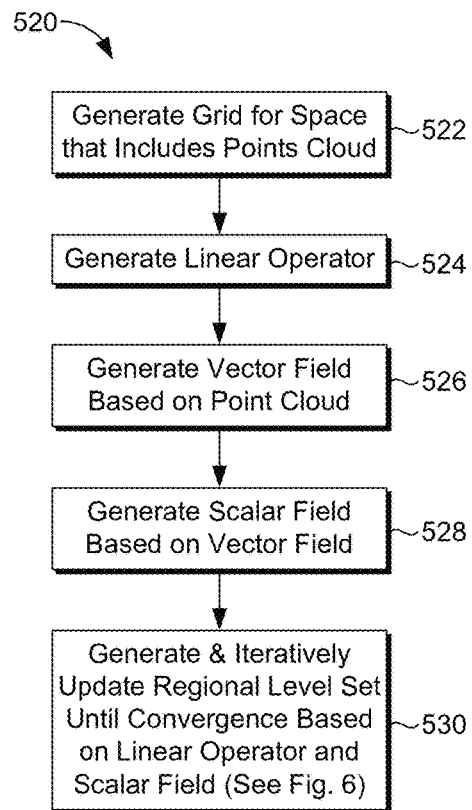 520
Generate Grid for Space
that Includes Points Cloud
522
Generate Linear Operator
524
Generate Vector Field
Based on Point Cloud
526
Generate Scalar Field
Based on Vector Field
528
Generate & Iteratively
Update Regional Level Set
Until Convergence Based
on Linear Operator and
Scalar Field (See Fig. 6)
530